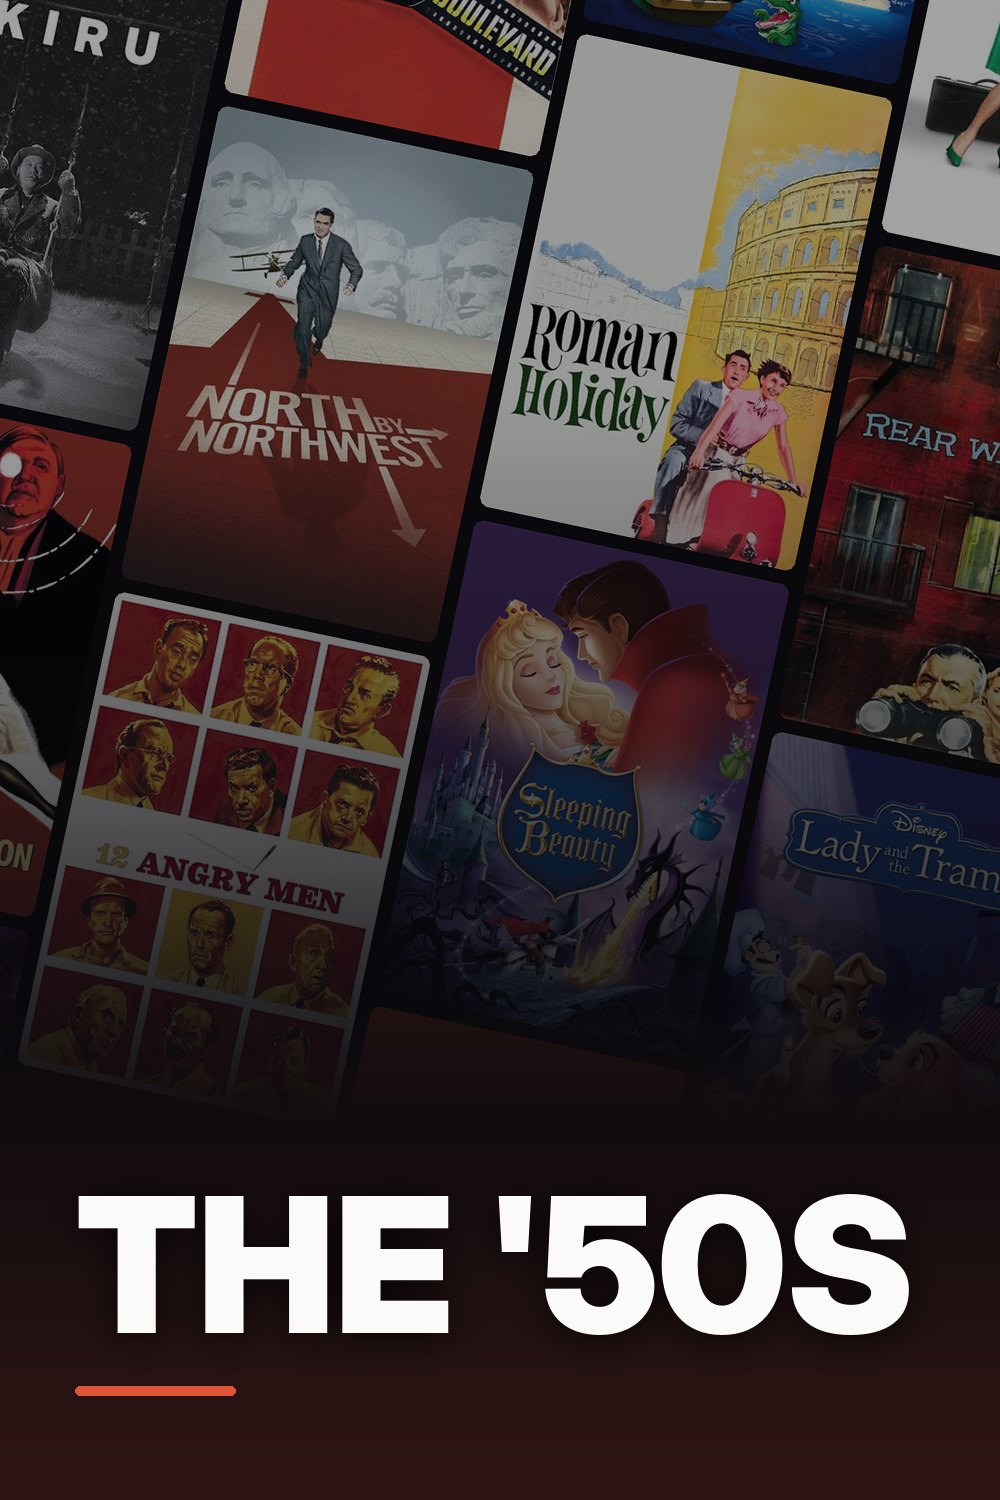 KIRU
BOULEVARD
NORTH BY
NORTHWEST
Roman
Holiday
REAR W
ON
12 ANGRY MEN
Sleeping
Beauty
Disney
Lady and the Tram
THE '50S